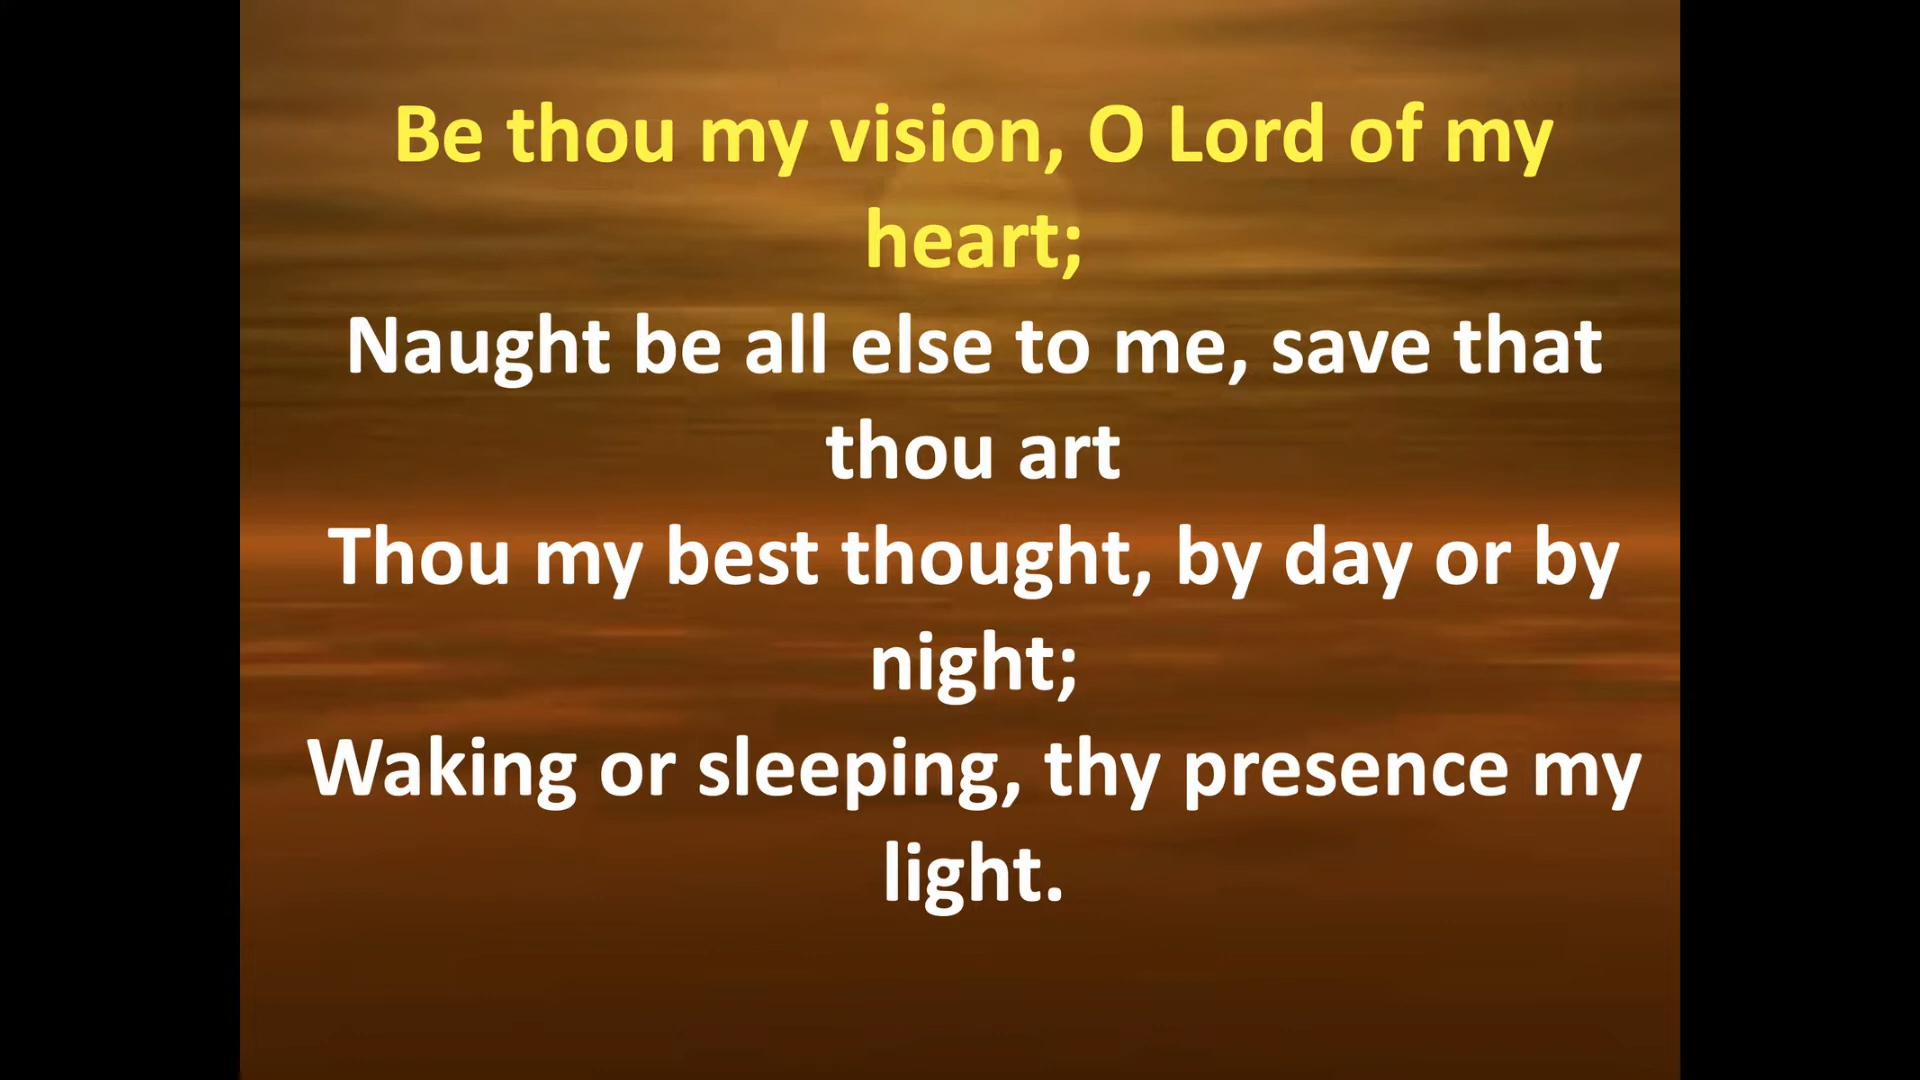 Be thou my vision, O Lord of my
heart;
Naught be all else to me, save that
thou art
Thou my best thought, by day or by
night;
Waking or sleeping, thy presence my
light.